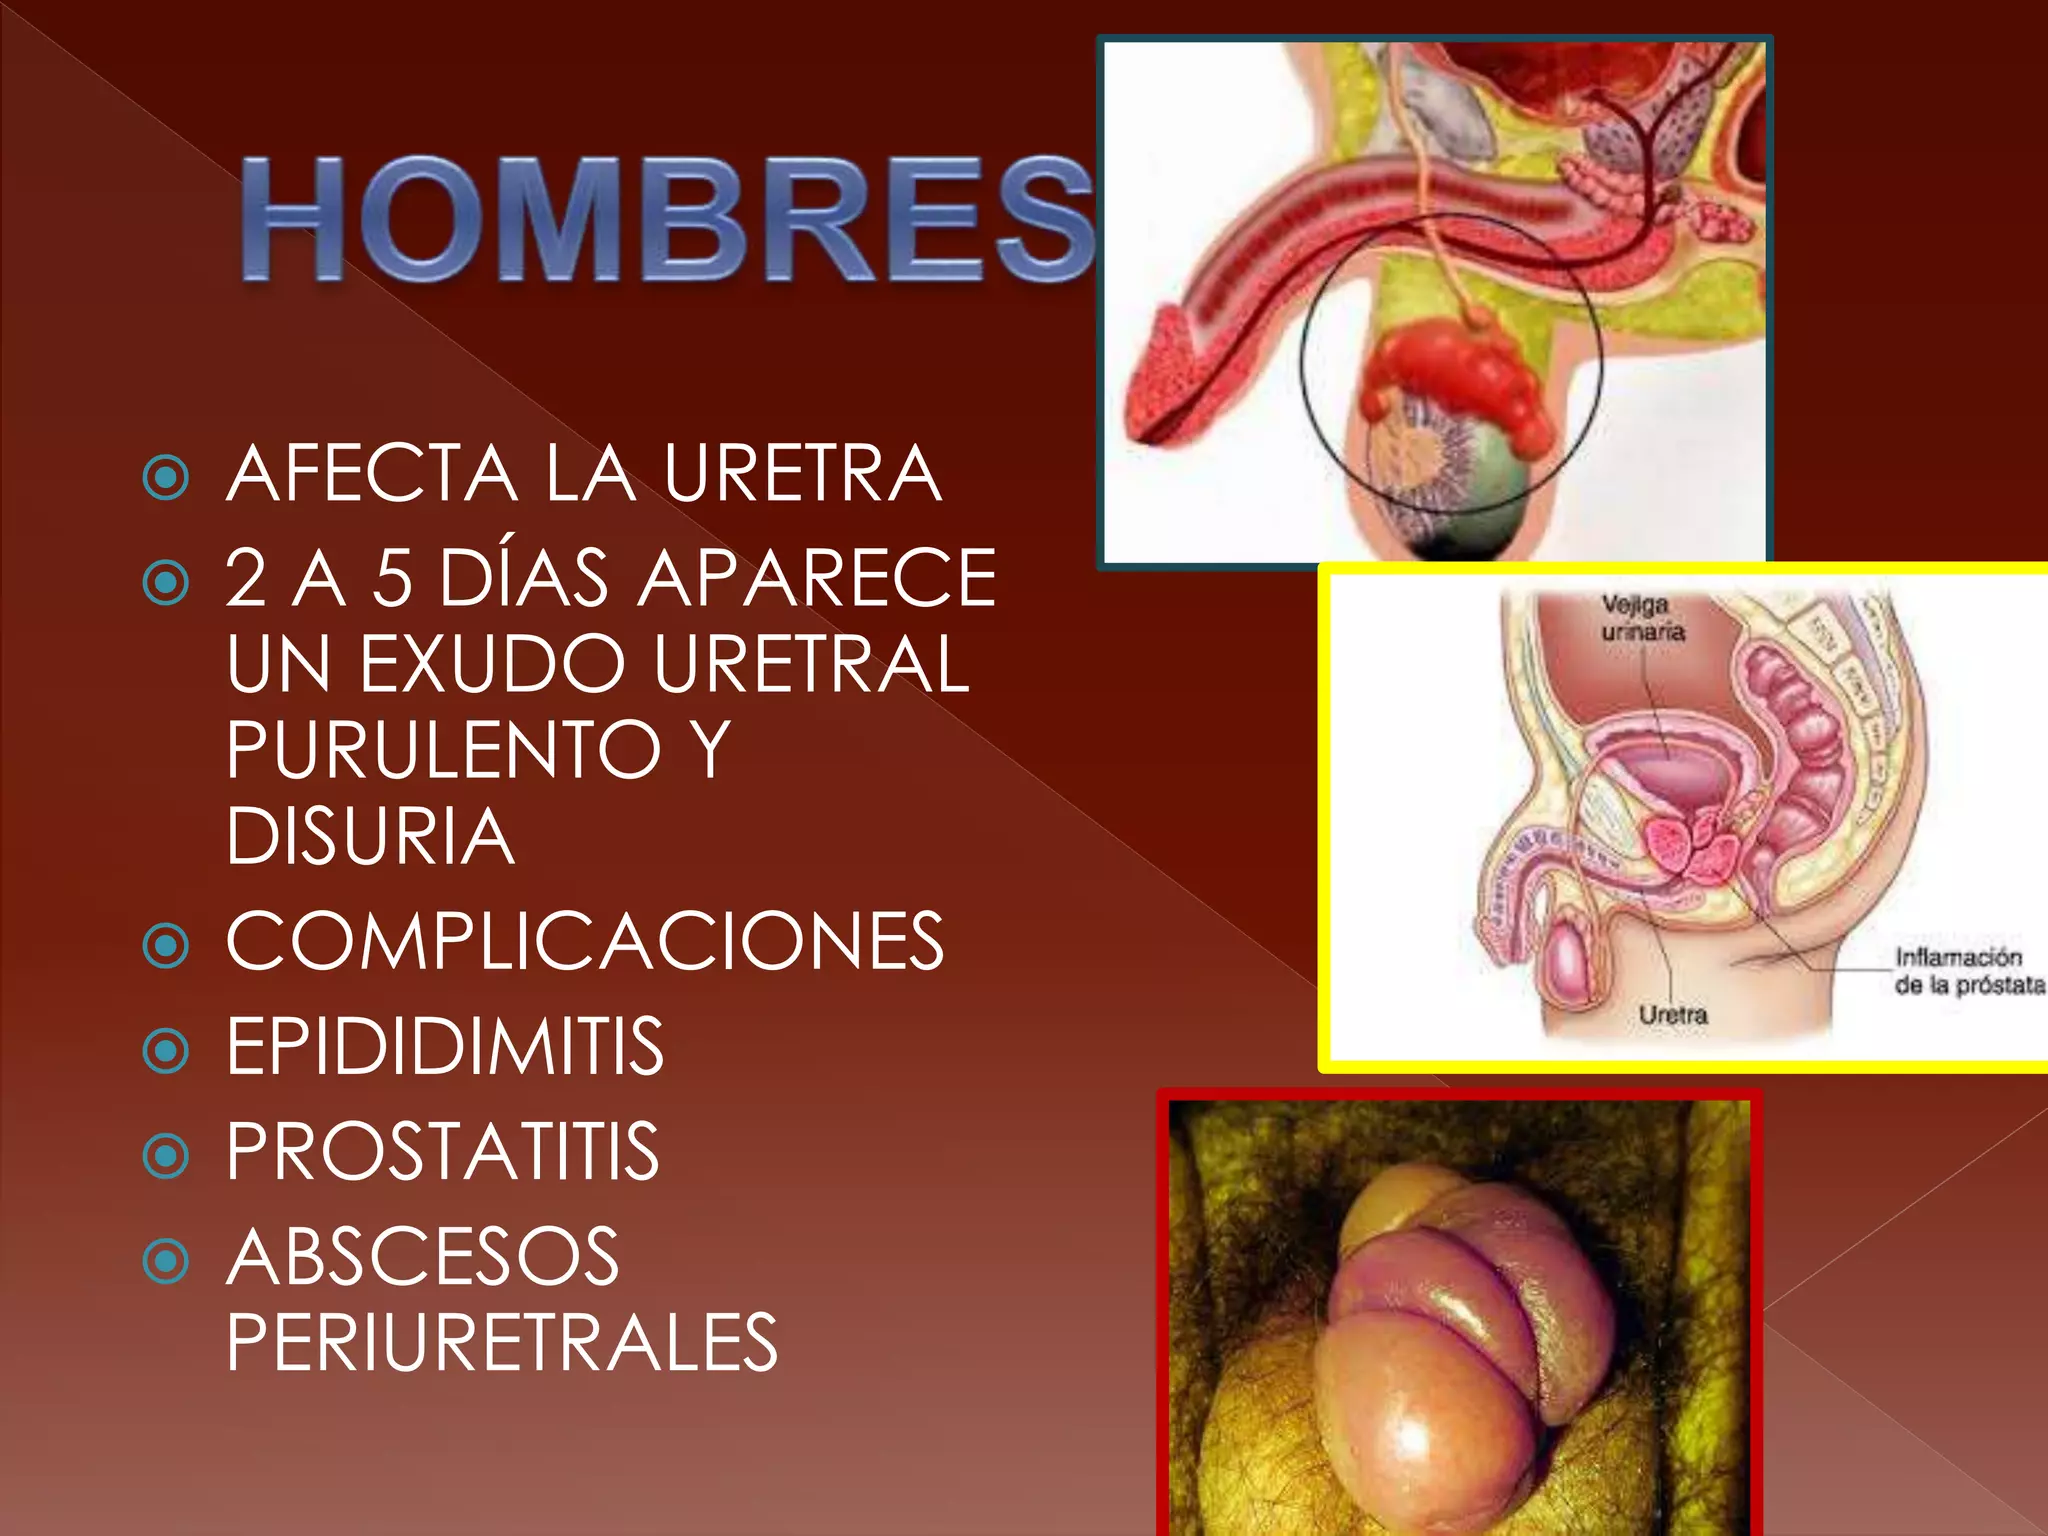 HOMBRES
AFECTA LA URETRA
2 A 5 DÍAS APARECE
UN EXUDO URETRAL
PURULENTO Y
DISURIA
COMPLICACIONES
EPIDIDIMITIS
PROSTATITIS
ABSCESOS
PERIURETRALES
Vejiga
urinaria
Inflamación
de la próstata
Uretra